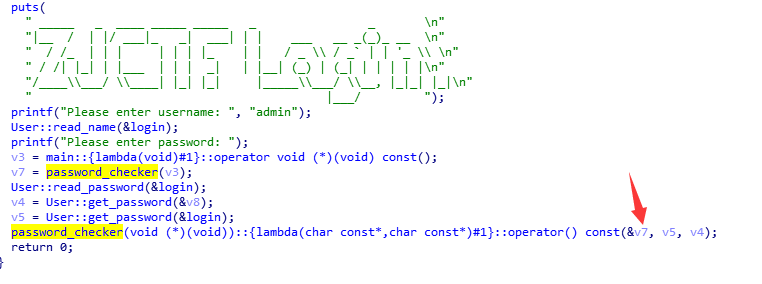 puts(
" _____   _  ____ _____ _____   _                _        \n"
"|__  /  | |/ ___|_   _|  ___| | |    ___   __ _(_)_ __  \n"
"  / /_  | | |     | | | |_    | |   / _ \\ / _` | | '_ \\ \n"
" / /| |_| | |___  | | |  _|   | |__| (_) | (_| | | | | |\n"
"/____\\___/ \\____| |_| |_|     |_____\\___/ \\__, |_|_| |_|\n"
"                                          |___/         ");
printf("Please enter username: ", "admin");
User::read_name(&login);
printf("Please enter password: ");
v3 = main::{lambda(void)#1}::operator void (*)(void) const();
v7 = password_checker(v3);
User::read_password(&login);
v4 = User::get_password(&v8);
v5 = User::get_password(&login);
password_checker(void (*)(void))::{lambda(char const*,char const*)#1}::operator() const(&v7, v5, v4);
return 0;
}